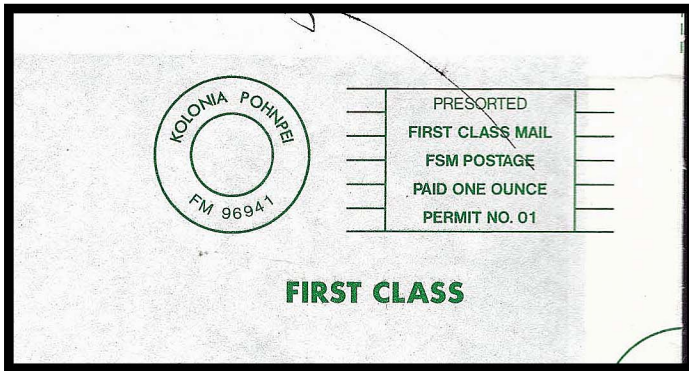 KOLONIA POHNPEI
FM 96941
PRESORTED
FIRST CLASS MAIL
FSM POSTAGE
PAID ONE OUNCE
PERMIT NO. 01
FIRST CLASS